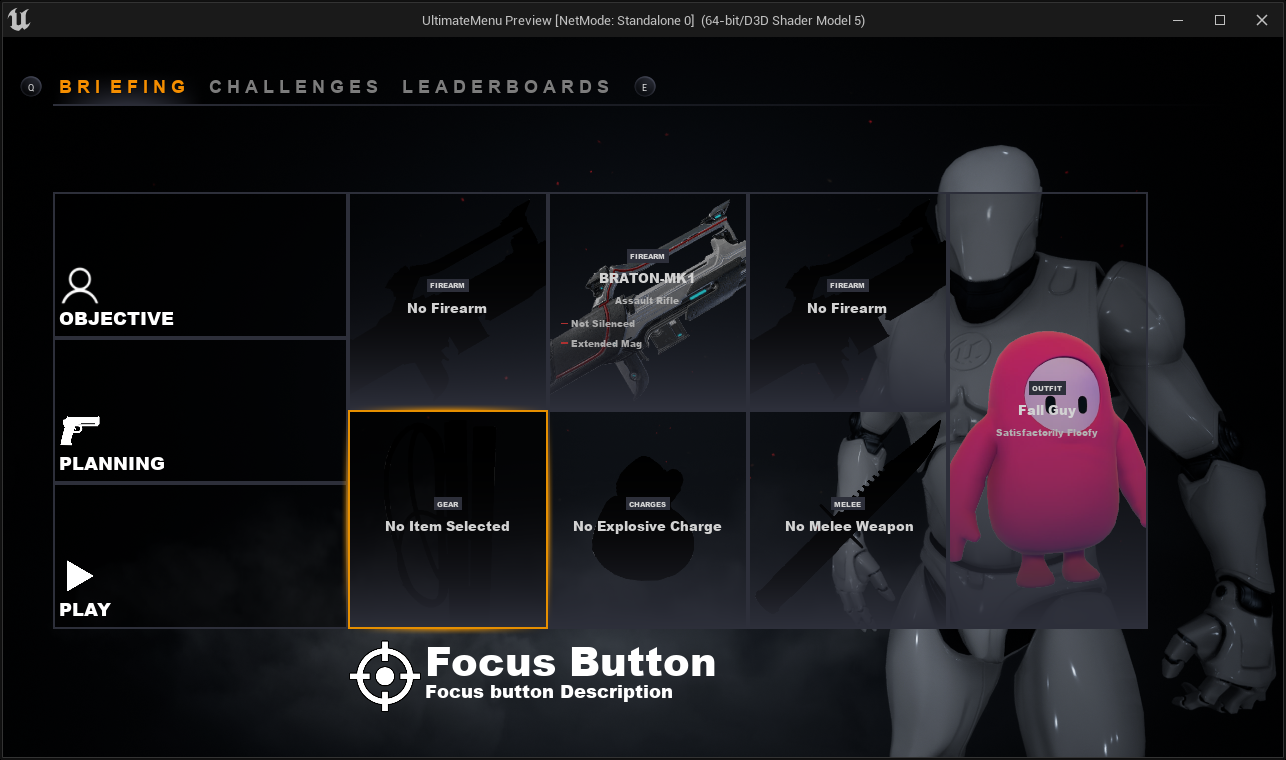 UltimateMenu Preview [NetMode: Standalone 0] (64-bit/D3D Shader Model 5)
Q BRIEFING CHALLENGES LEADERBOARDS E
OBJECTIVE
PLANNING
PLAY
FIREARM
No Firearm
FIREARM
BRATON-MK1
Assault Rifle
Not Silenced
Extended Mag
FIREARM
No Firearm
OUTFIT
Fall Guy
Satisfactorily Floofy
GEAR
No Item Selected
CHARGES
No Explosive Charge
MELEE
No Melee Weapon
Focus Button
Focus button Description